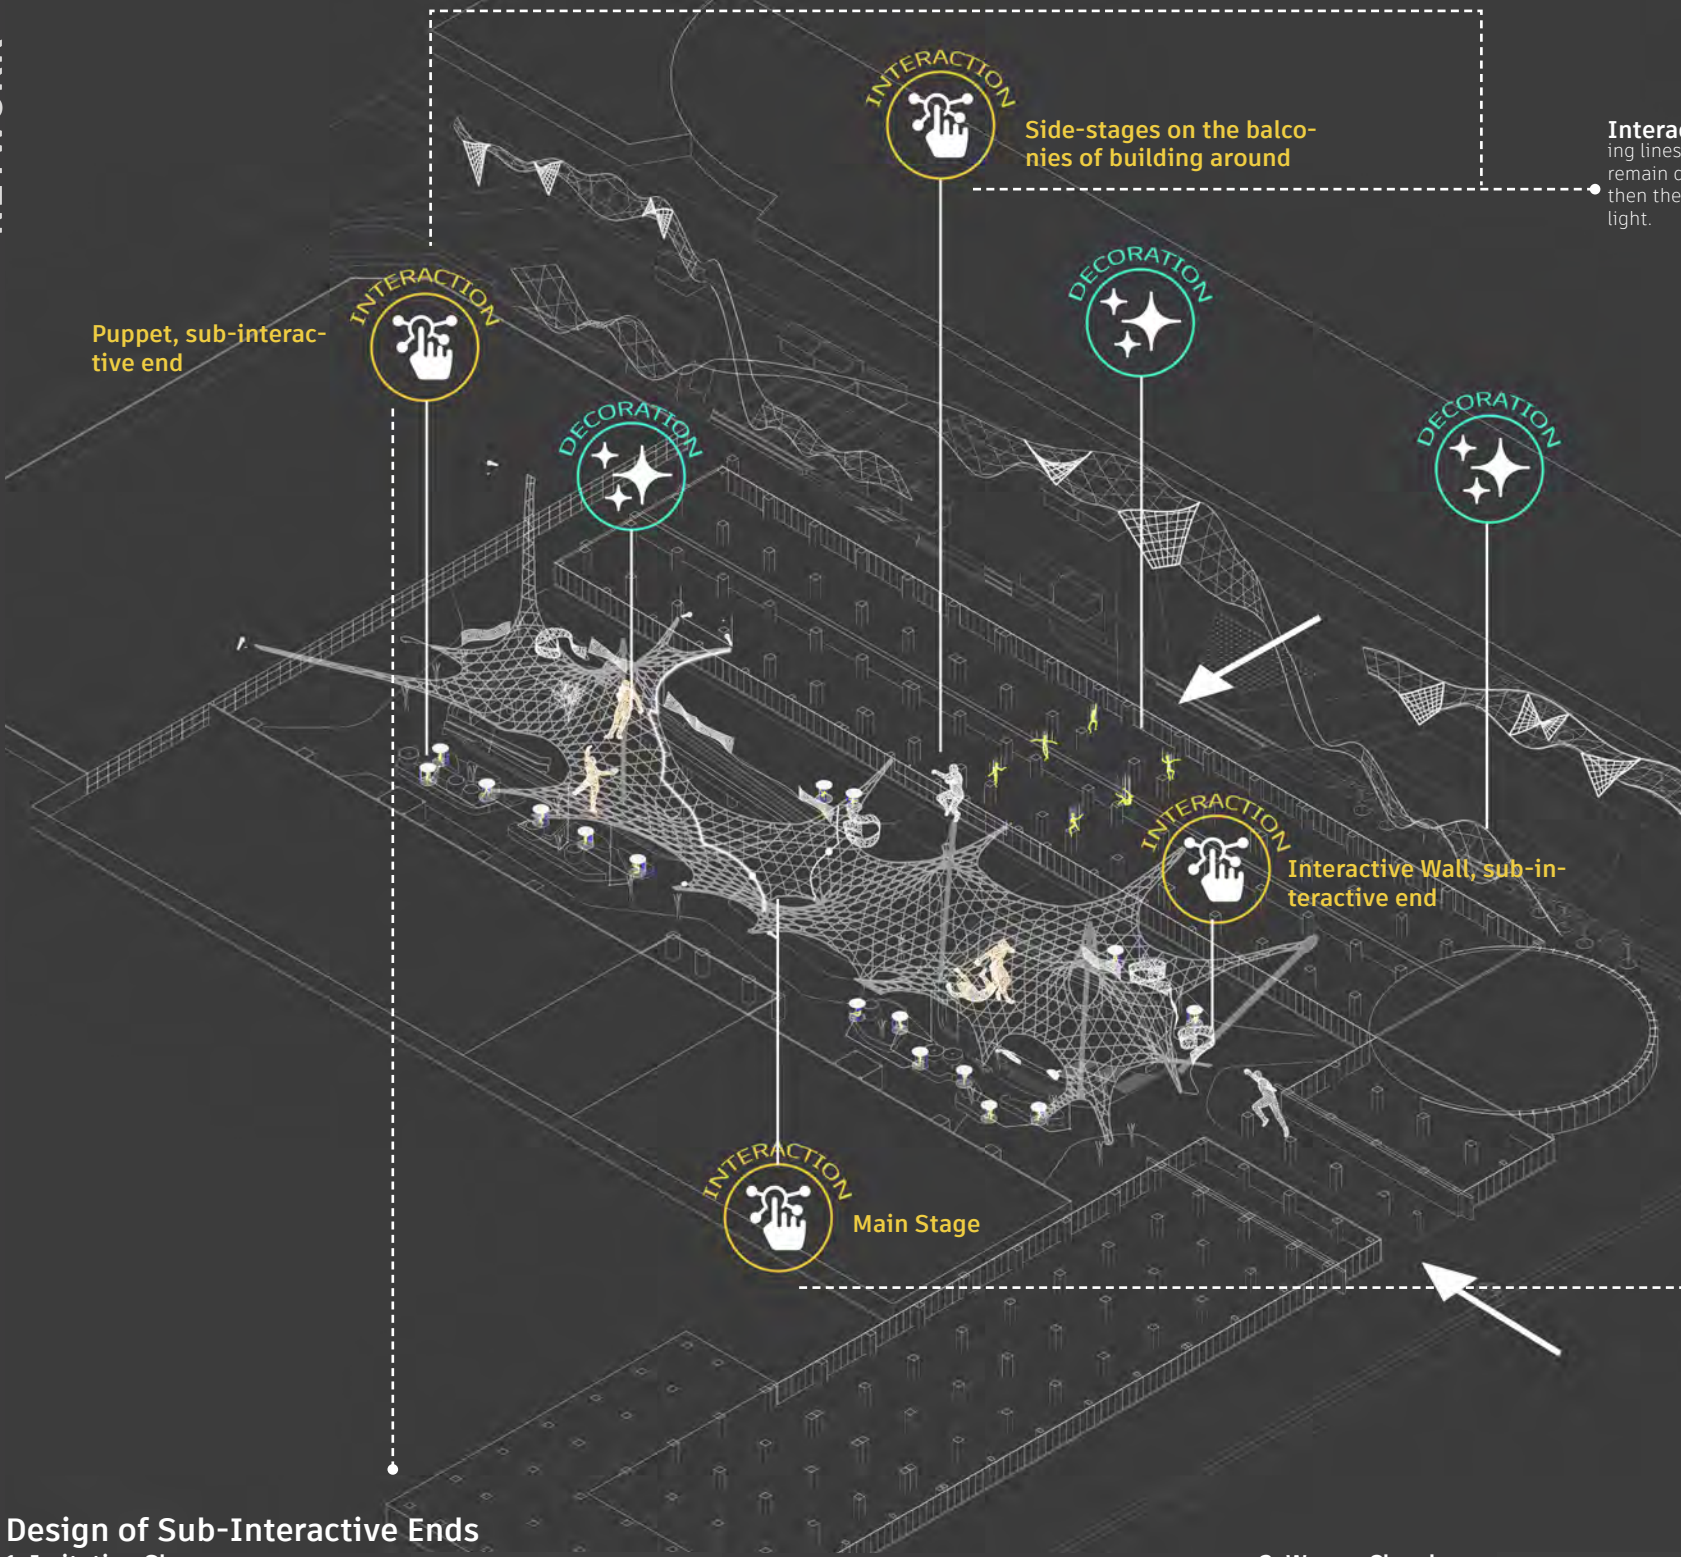 INTERACTION
Side-stages on the balco-
nies of building around
ing lines
then the
light.
DECORATION
INTERACTION
Puppet, sub-interac-
tive end
DECORATION
DECORATION
INTERACTION
Interactive Wall, sub-in-
teractive end
INTERACTION
Main Stage
Design of Sub-Interactive Ends